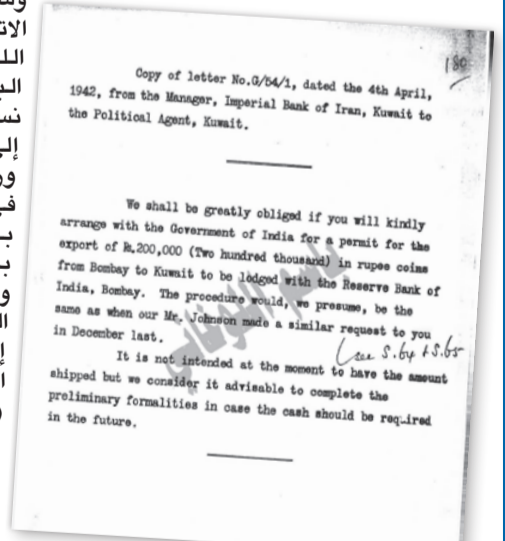 180
Copy of letter No.G/54/1, dated the 4th April,
1942, from the Manager, Imperial Bank of Iran, Kuwait to
the Political Agent, Kuwait.
We shall be greatly obliged if you will kindly
arrange with the Government of India for a permit for the
export of Rs.200,000 (Two hundred thousand) in rupee coins
from Bombay to Kuwait to be lodged with the Reserve Bank of
India, Bombay. The procedure would, we presume, be the
same as when our Mr. Johnson made a similar request to you
in December last.
(see S.64 & S.65
It is not intended at the moment to have the amount
shipped but we consider it advisable to complete the
preliminary formalities in case the cash should be required
in the future.